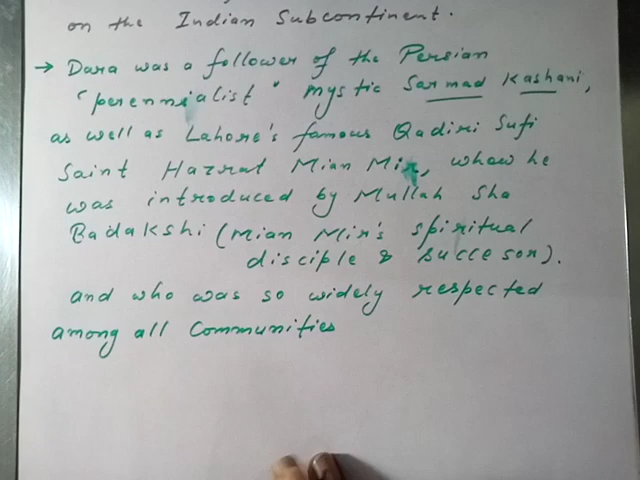 on the Indian Subcontinent.
→ Dara was a follower of the Persian
"perennialist" mystic Sarmad Kashani,
as well as Lahore's famous Qadiri Sufi
Saint Hazrat Mian Mir, whow he
was introduced by Mullah Sha
Badakshi (Mian Mir's spiritual
disciple & succeson).
and who was so widely respected
among all Communities